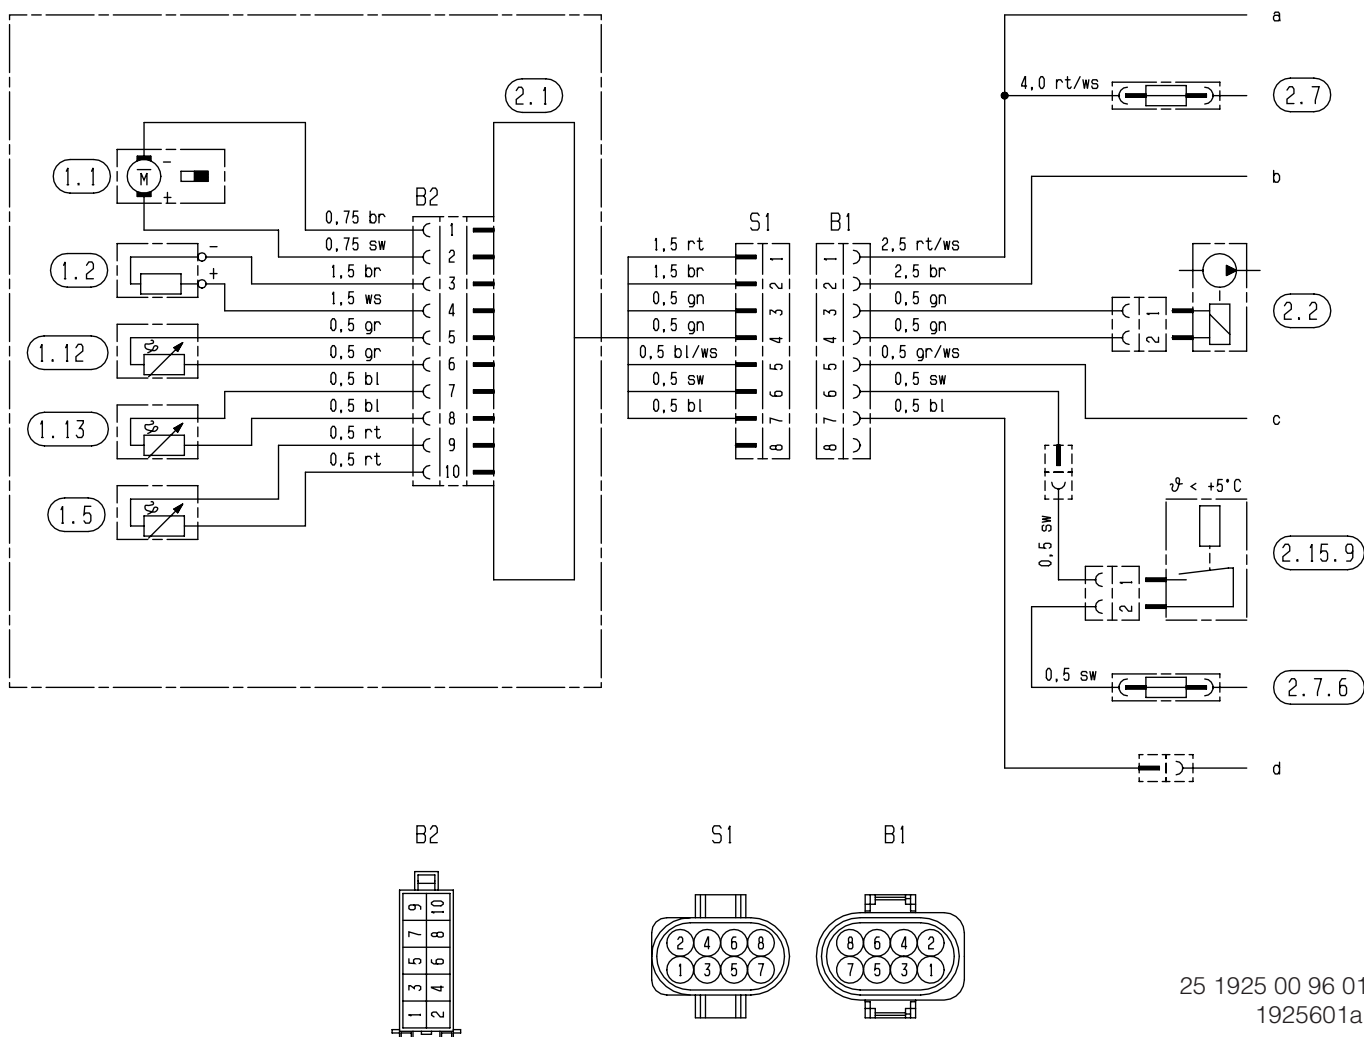 a
4,0 rt/ws
2.7
2.1
1.1
M
-
+
B2
b
0,75 br
0,75 sw
1,5 br
1,5 ws
0,5 gr
0,5 gr
0,5 bl
0,5 bl
0,5 rt
0,5 rt
1
2
3
4
5
6
7
8
9
10
1.2
-
+
1.12
ϑ
1.13
ϑ
1.5
ϑ
S1
B1
1,5 rt
1,5 br
0,5 gn
0,5 gn
0,5 bl/ws
0,5 sw
0,5 bl
1
2
3
4
5
6
7
8
1
2
3
4
5
6
7
8
2,5 rt/ws
2,5 br
0,5 gn
0,5 gn
0,5 gr/ws
0,5 sw
0,5 bl
1
2
2.2
c
ϑ < +5°C
0,5 sw
1
2
2.15.9
0,5 sw
2.7.6
d
B2
S1
B1
9 10
7 8
5 6
3 4
1 2
2 4 6 8
1 3 5 7
8 6 4 2
7 5 3 1
25 1925 00 96 01
1925601a